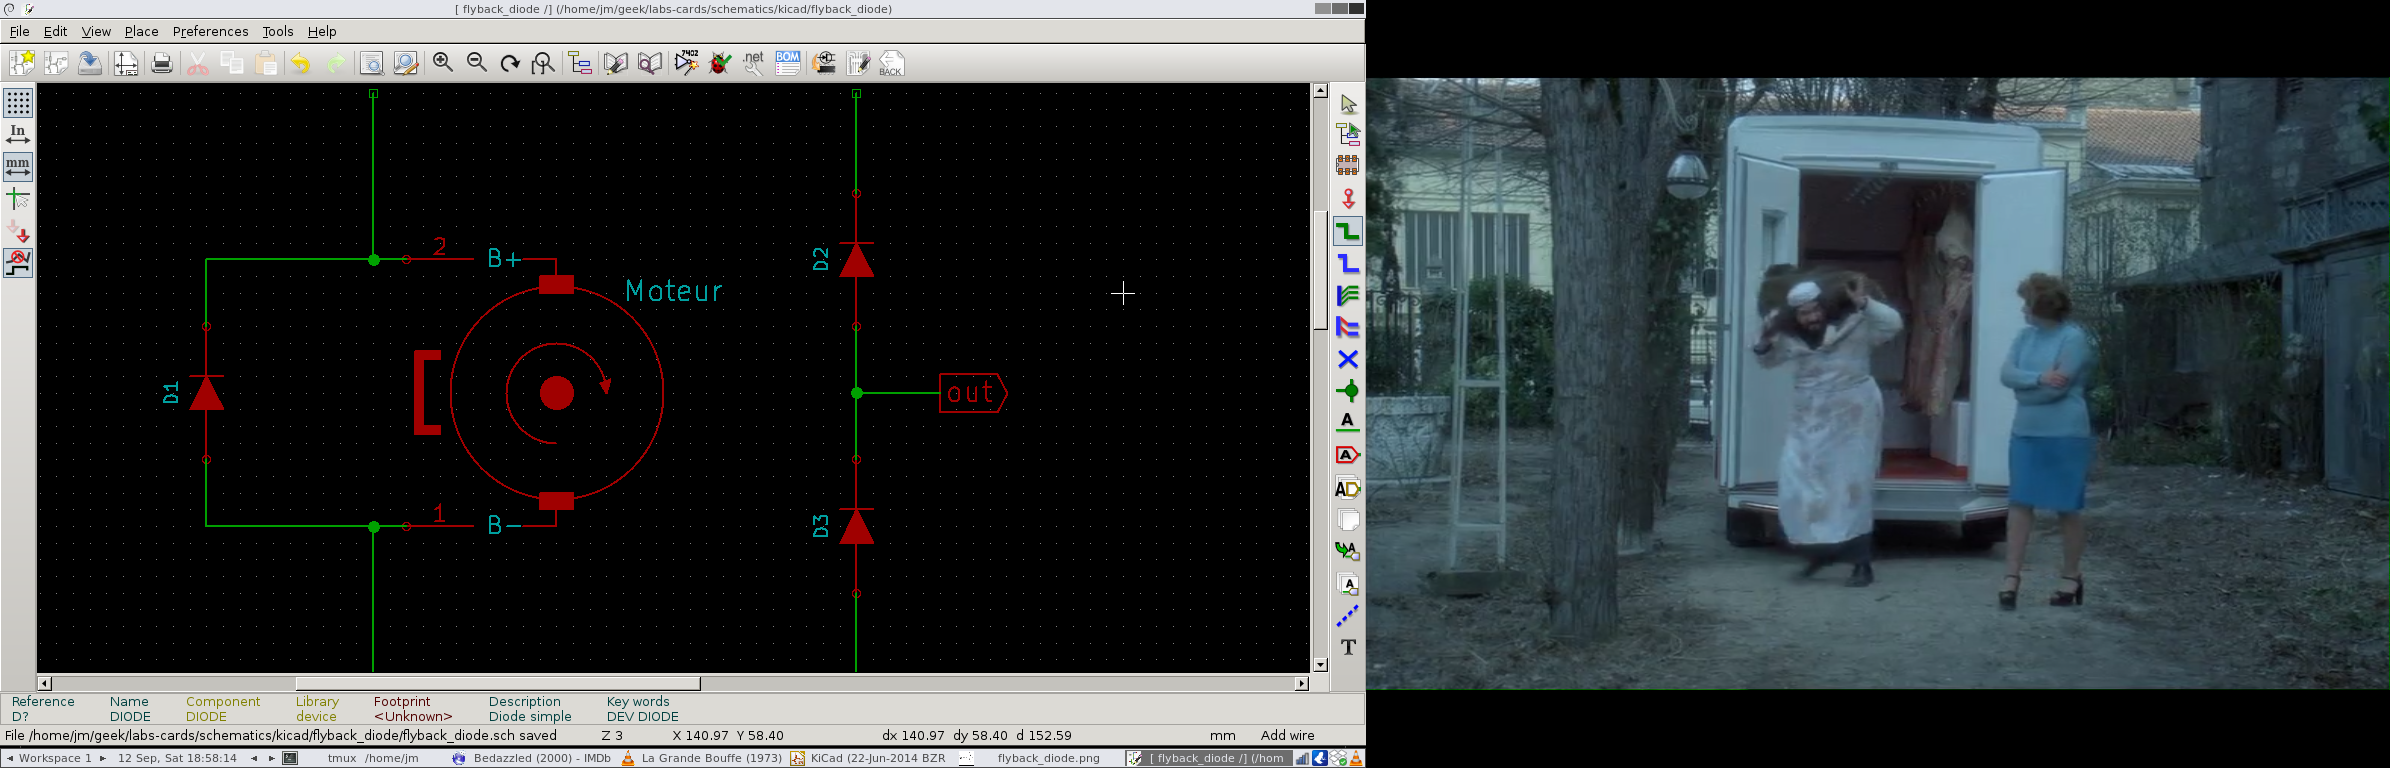 [ flyback_diode /] (/home/jm/geek/labs-cards/schematics/kicad/flyback_diode)
File Edit View Place Preferences Tools Help
7402
.net
BOM
BACK
In
mm
2
B+
Moteur
D2
D1
out
1
B−
D3
A
A
AD
A
A
T
Reference Name Component Library Footprint Description Key words
D? DIODE DIODE device <Unknown> Diode simple DEV DIODE
File /home/jm/geek/labs-cards/schematics/kicad/flyback_diode/flyback_diode.sch saved Z 3 X 140.97 Y 58.40 dx 140.97 dy 58.40 d 152.59 mm Add wire
Workspace 1 12 Sep, Sat 18:58:14 tmux /home/jm Bedazzled (2000) - IMDb La Grande Bouffe (1973) KiCad (22-Jun-2014 BZR flyback_diode.png [ flyback_diode /] (/hom